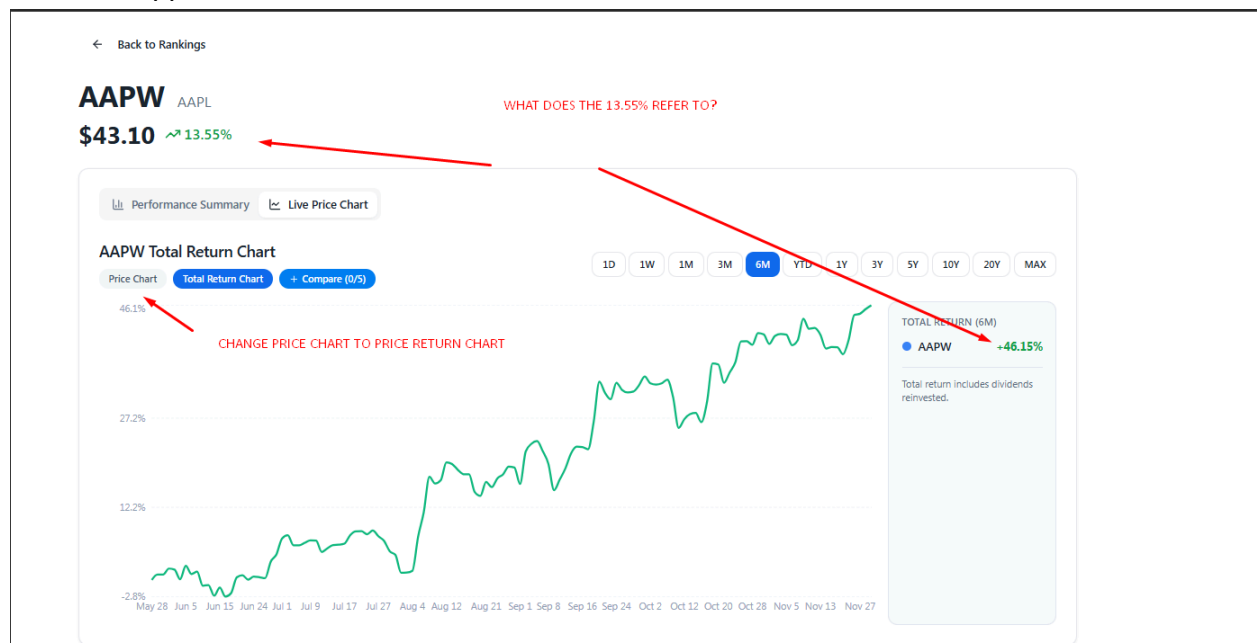 ← Back to Rankings
AAPW AAPL
WHAT DOES THE 13.55% REFER TO?
$43.10 13.55%
Performance Summary Live Price Chart
AAPW Total Return Chart
1D 1W 1M 3M 6M YTD 1Y 3Y 5Y 10Y 20Y MAX
Price Chart Total Return Chart + Compare (0/5)
46.1%
TOTAL RETURN (6M)
CHANGE PRICE CHART TO PRICE RETURN CHART
AAPW +46.15%
Total return includes dividends
reinvested.
27.2%
12.2%
-2.8%
May 28 Jun 5 Jun 15 Jun 24 Jul 1 Jul 9 Jul 17 Jul 27 Aug 4 Aug 12 Aug 21 Sep 1 Sep 8 Sep 16 Sep 24 Oct 2 Oct 12 Oct 20 Oct 28 Nov 5 Nov 13 Nov 27